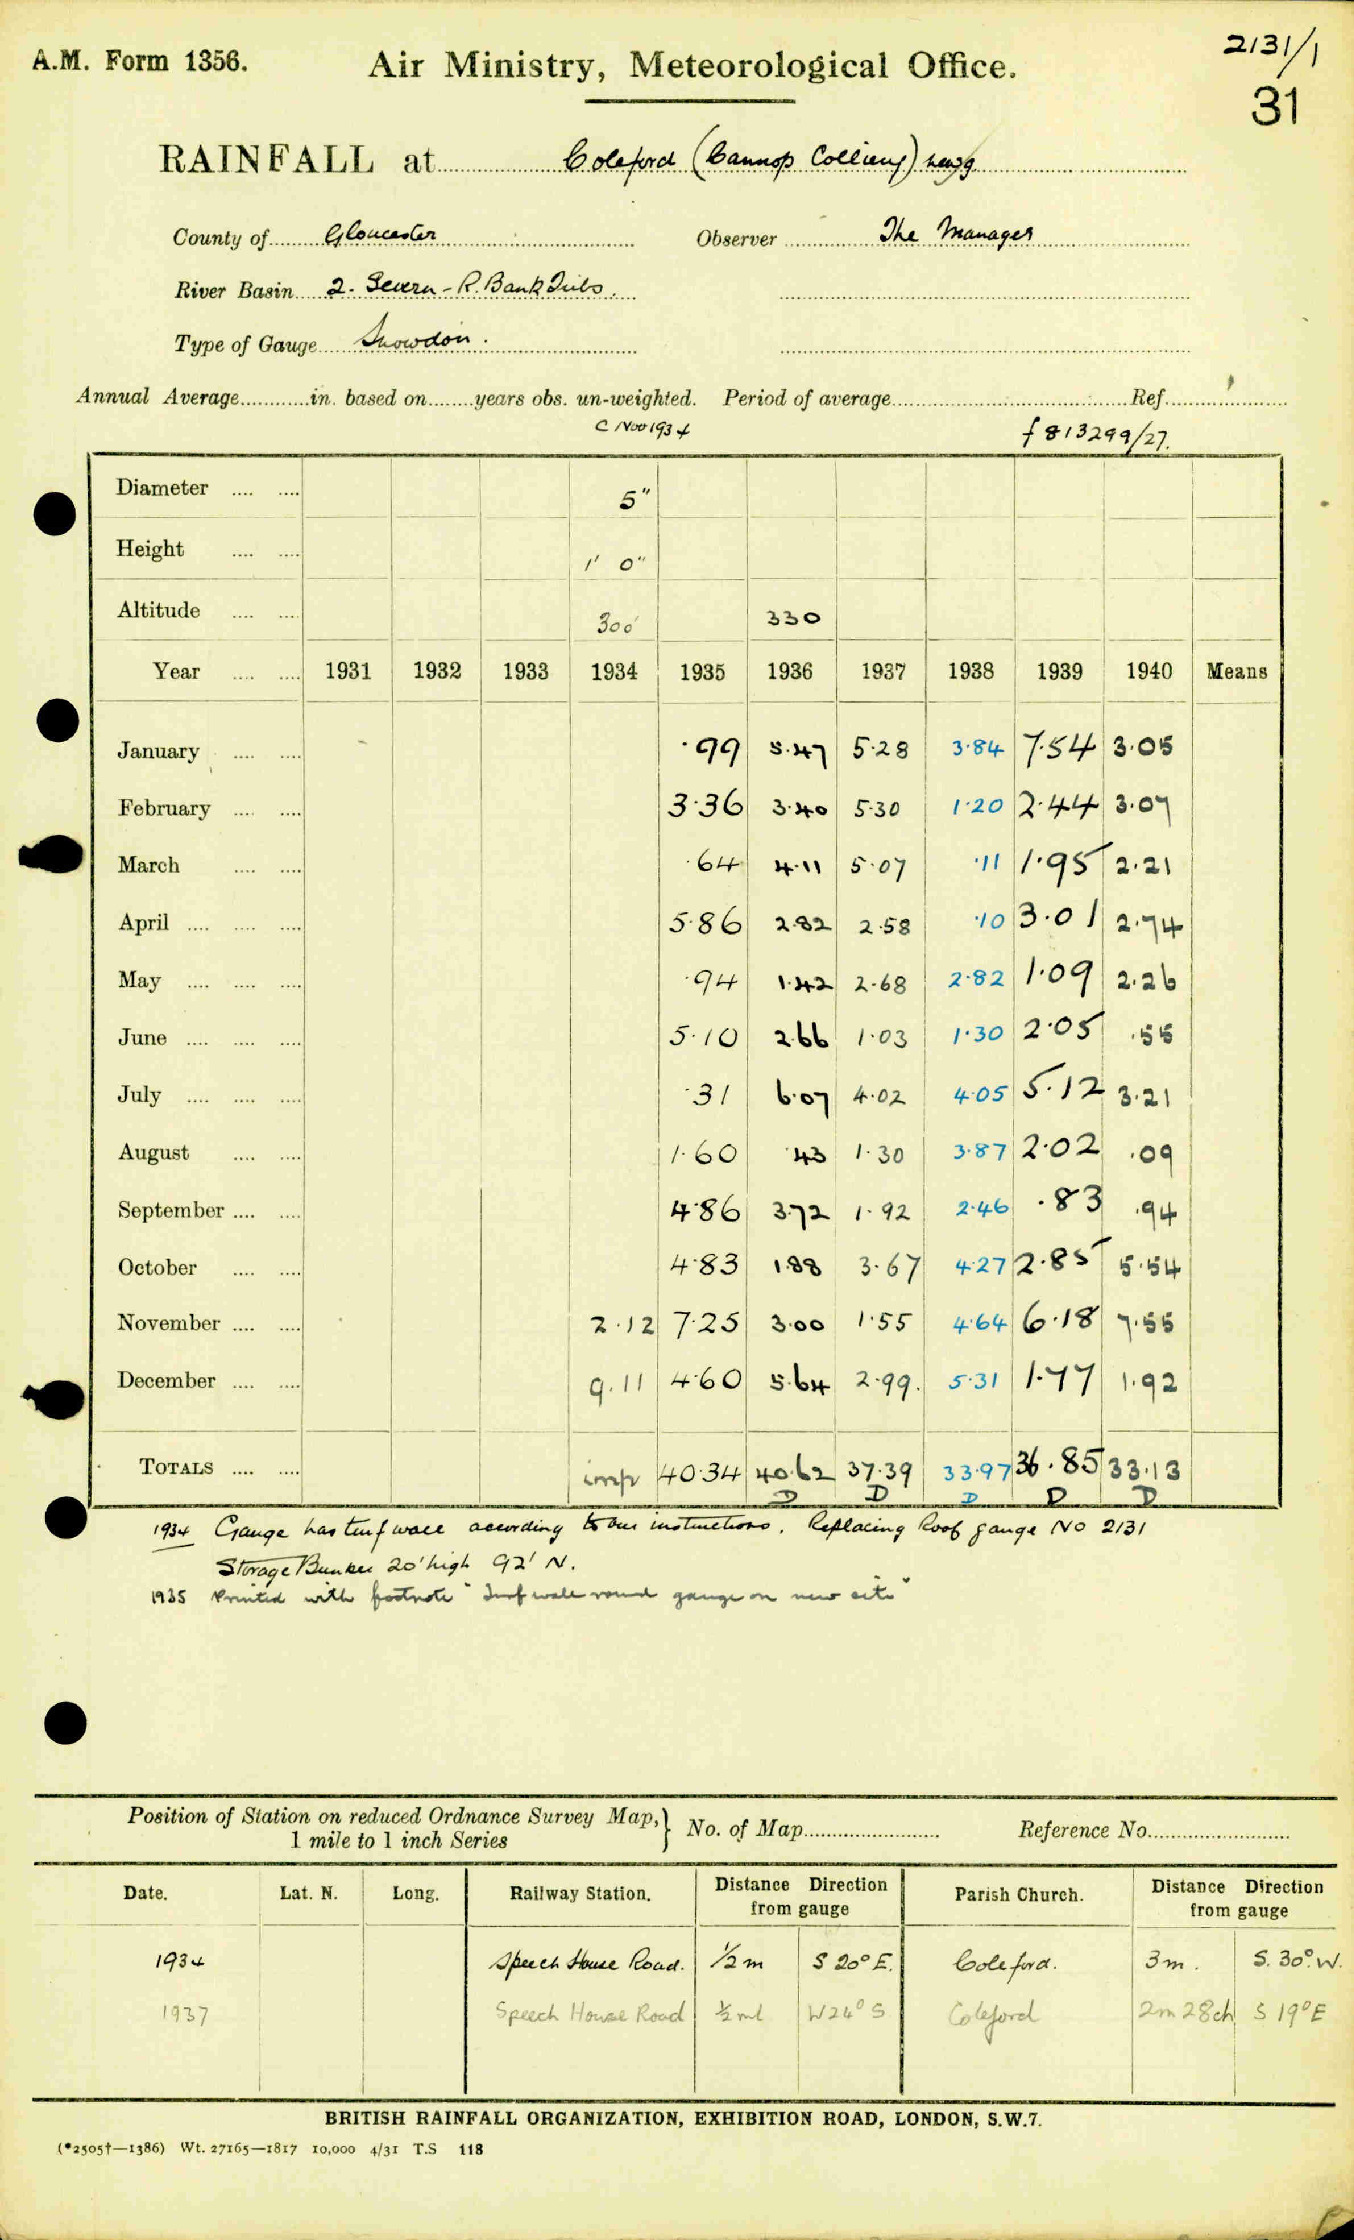 A.M. Form 1356.
Air Ministry, Meteorological Office.
2131/1
31
RAINFALL at Coleford (Cannop Colliery) new g
County of Gloucester Observer The Manager
River Basin 2. Severn - R. Bank Tribs.
Type of Gauge Snowdon.
Annual Average in. based on years obs. un-weighted. Period of average Ref.
C Nov 1934 f 813299/27.
Diameter 5"
Height 1' 0"
Altitude 300' 330
Year 1931 1932 1933 1934 1935 1936 1937 1938 1939 1940 Means
January ·99 5·47 5·28 3·84 7·54 3·05
February 3·36 3·40 5·30 1·20 2·44 3·07
March ·64 4·11 5·07 ·11 1·95 2·21
April 5·86 2·82 2·58 ·10 3·01 2·74
May ·94 1·42 2·68 2·82 1·09 2·26
June 5·10 2·66 1·03 1·30 2·05 ·55
July ·31 6·07 4·02 4·05 5·12 3·21
August 1·60 ·43 1·30 3·87 2·02 ·09
September 4·86 3·72 1·92 2·46 ·83 ·94
October 4·83 1·88 3·67 4·27 2·85 5·54
November 2·12 7·25 3·00 1·55 4·64 6·18 7·55
December 9·11 4·60 5·64 2·99 5·31 1·77 1·92
TOTALS imp 40·34 40·62 37·39 33·97 36·85 33·13
D D D D D
1934 Gauge has turf wall according to our instructions. Replacing Roof gauge No 2131
Storage Bunker 20' high 92' N.
1935 Printed with footnote "Turf wall round gauge on new site"
Position of Station on reduced Ordnance Survey Map, 1 mile to 1 inch Series } No. of Map Reference No.
Date. Lat. N. Long. Railway Station. Distance Direction from gauge Parish Church. Distance Direction from gauge
1934 Speech House Road. ½ m S 20° E. Coleford. 3 m. S. 30° W.
1937 Speech House Road ½ ml W 24° S Coleford 2m 28ch S 19° E
BRITISH RAINFALL ORGANIZATION, EXHIBITION ROAD, LONDON, S.W.7.
(*2505†—1386) Wt. 27165—1817 10,000 4/31 T.S 118